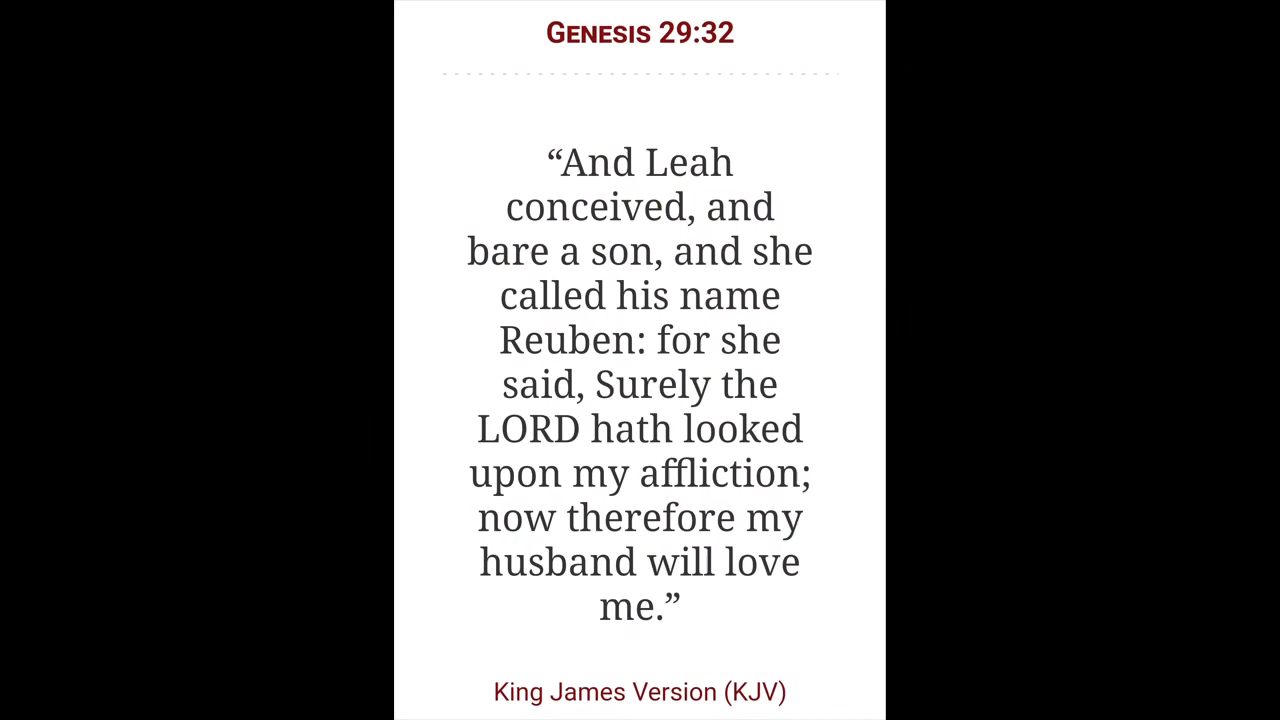 GENESIS 29:32
“And Leah
conceived, and
bare a son, and she
called his name
Reuben: for she
said, Surely the
LORD hath looked
upon my affliction;
now therefore my
husband will love
me.”
King James Version (KJV)